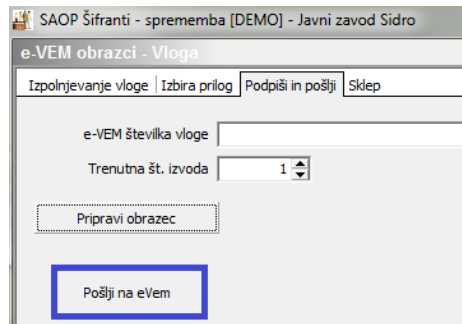 SAOP Šifranti - sprememba [DEMO] - Javni zavod Sidro
e-VEM obrazci - Vloga
Izpolnjevanje vloge Izbira prilog Podpiši in pošlji Sklep
e-VEM številka vloge
Trenutna št. izvoda 1
Pripravi obrazec
Pošlji na eVem